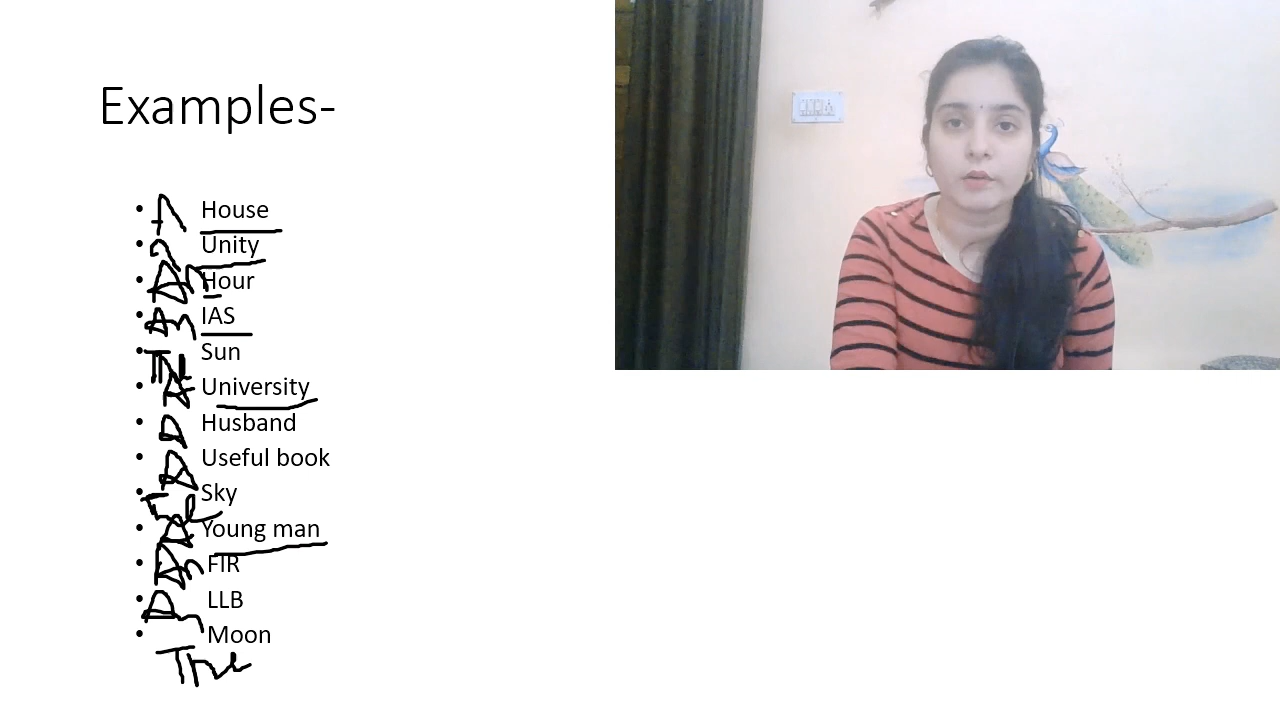 Examples-
• A House
• a Unity
• An Hour
• An IAS
• The Sun
• A University
• A Husband
• A Useful book
• The Sky
• A Young man
• An FIR
• An LLB
• Moon
The